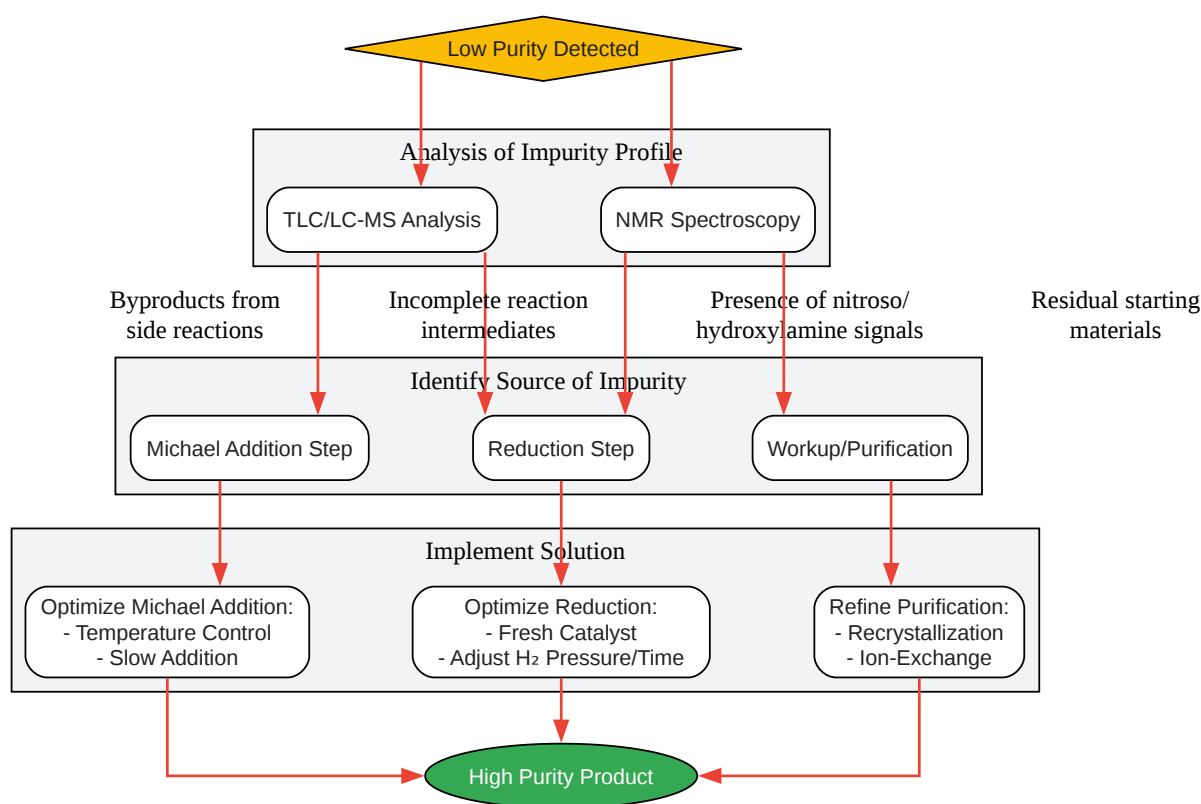 Low Purity Detected
Analysis of Impurity Profile
TLC/LC-MS Analysis
NMR Spectroscopy
Byproducts from
side reactions
Incomplete reaction
intermediates
Presence of nitroso/
hydroxylamine signals
Residual starting
materials
Identify Source of Impurity
Michael Addition Step
Reduction Step
Workup/Purification
Implement Solution
Optimize Michael Addition:
- Temperature Control
- Slow Addition
Optimize Reduction:
- Fresh Catalyst
- Adjust H₂ Pressure/Time
Refine Purification:
- Recrystallization
- Ion-Exchange
High Purity Product